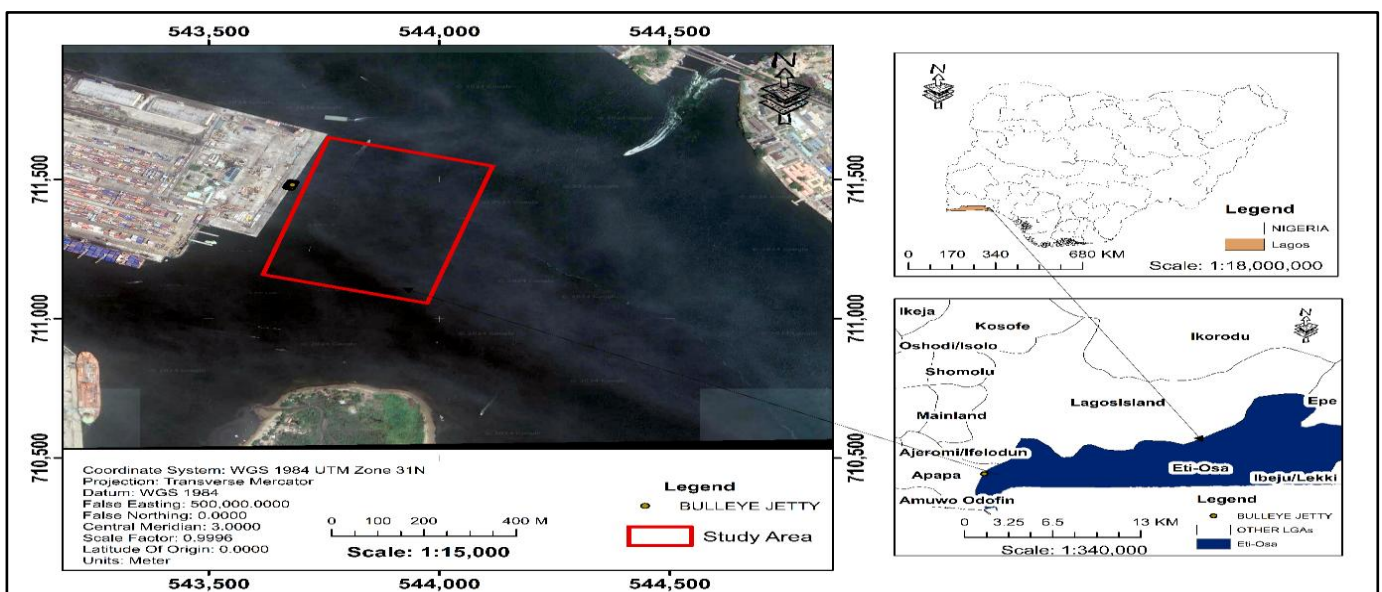 543,500 544,000 544,500
N
711,500
711,000
710,500
711,500
711,000
710,500
Coordinate System: WGS 1984 UTM Zone 31N
Projection: Transverse Mercator
Datum: WGS 1984
False Easting: 500,000.0000
False Northing: 0.0000
Central Meridian: 3.0000
Scale Factor: 0.9996
Latitude Of Origin: 0.0000
Units: Meter
0 100 200 400 M
Scale: 1:15,000
Legend
BULLEYE JETTY
Study Area
543,500 544,000 544,500
N
Legend
NIGERIA
Lagos
0 170 340 680 KM
Scale: 1:18,000,000
N
Ikeja
Kosofe
Ikorodu
Oshodi/Isolo
Shomolu
LagosIsland
Epe
Mainland
Ajeromi/Ifelodun
Eti-Osa
Apapa
Ibeju/Lekki
Amuwo Odofin
Legend
BULLEYE JETTY
OTHER LGAs
Eti-Osa
0 3.25 6.5 13 KM
Scale: 1:340,000